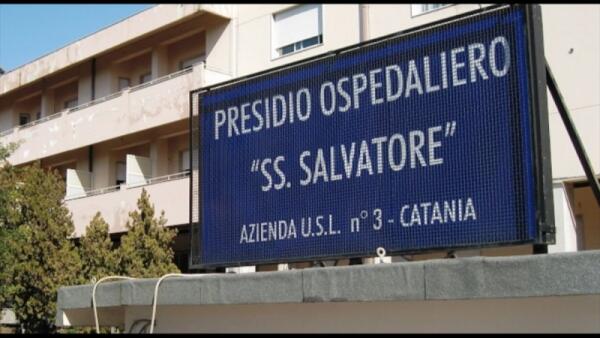 PRESIDIO OSPEDALIERO
"SS. SALVATORE"
AZIENDA U.S.L. n° 3 - CATANIA